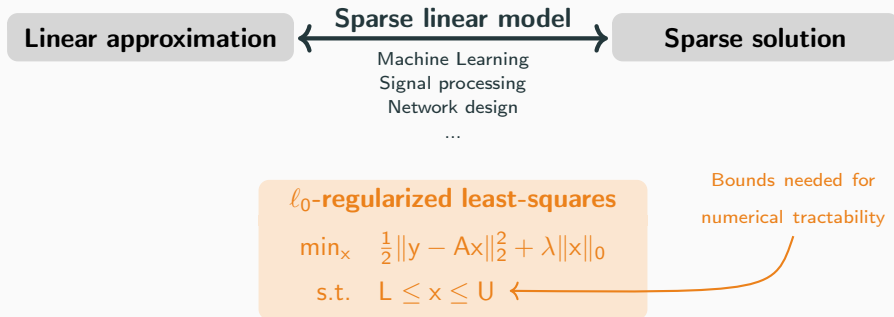 Sparse linear model
Linear approximation
Sparse solution
Machine Learning
Signal processing
Network design
...
ℓ₀-regularized least-squares
minₓ ½‖y − Ax‖₂² + λ‖x‖₀
s.t. L ≤ x ≤ U
Bounds needed for
numerical tractability